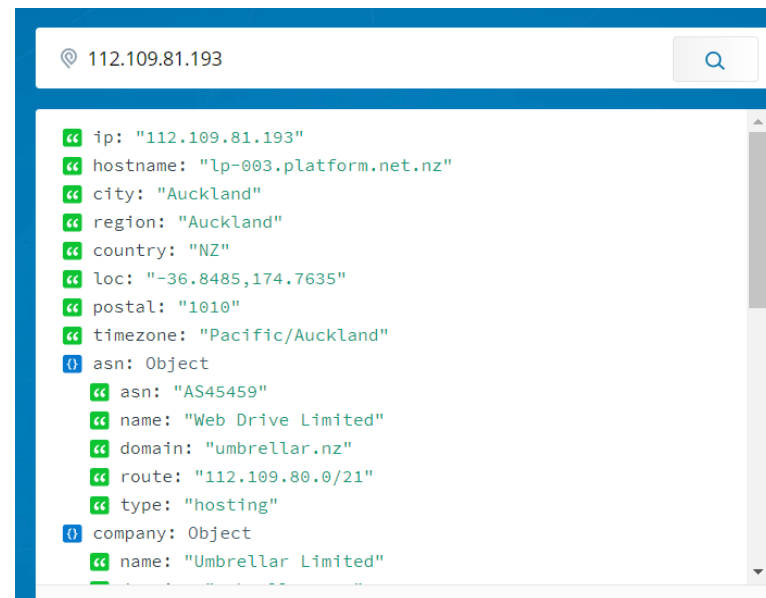 112.109.81.193
ip: "112.109.81.193"
hostname: "lp-003.platform.net.nz"
city: "Auckland"
region: "Auckland"
country: "NZ"
loc: "-36.8485,174.7635"
postal: "1010"
timezone: "Pacific/Auckland"
{} asn: Object
asn: "AS45459"
name: "Web Drive Limited"
domain: "umbrellar.nz"
route: "112.109.80.0/21"
type: "hosting"
{} company: Object
name: "Umbrellar Limited"